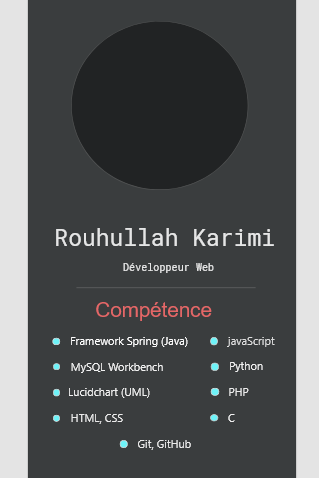 Rouhullah Karimi
Développeur Web
Compétence
Framework Spring (Java)
javaScript
MySQL Workbench
Python
Lucidchart (UML)
PHP
HTML, CSS
C
Git, GitHub